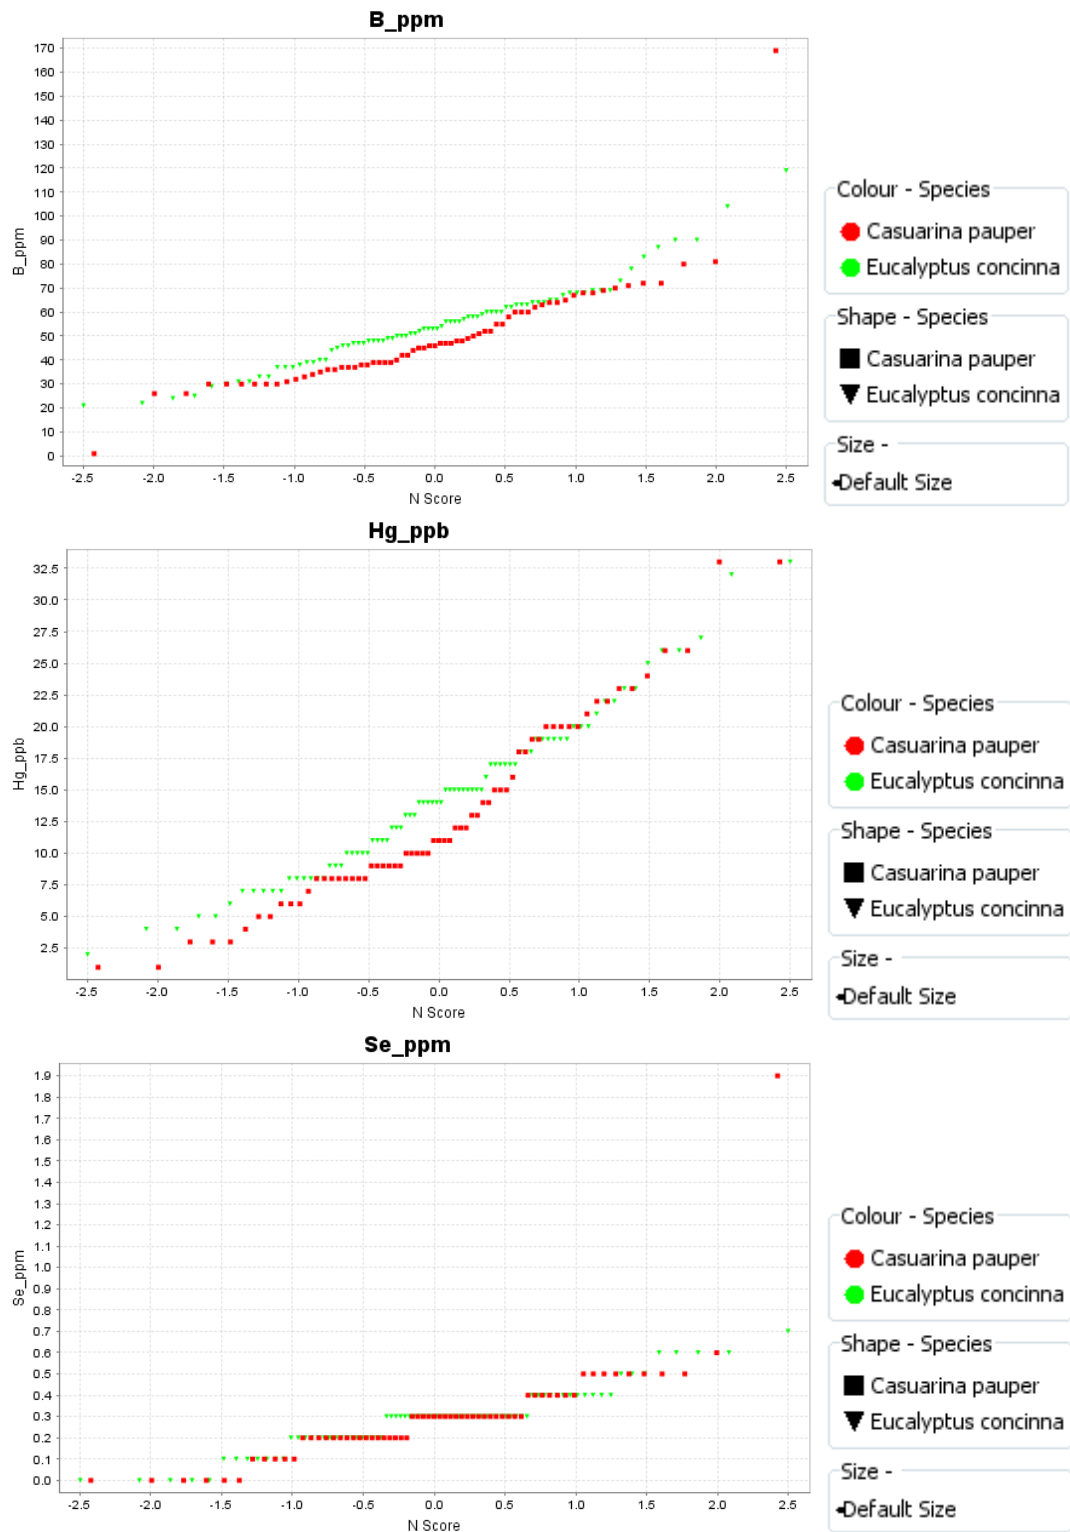 B_ppm
170
160
150
140
130
120
110
100
90
80
70
60
50
40
30
20
10
0
B_ppm
-2.5 -2.0 -1.5 -1.0 -0.5 0.0 0.5 1.0 1.5 2.0 2.5
N Score
Colour - Species
Casuarina pauper
Eucalyptus concinna
Shape - Species
Casuarina pauper
Eucalyptus concinna
Size -
Default Size
Hg_ppb
32.5
30.0
27.5
25.0
22.5
20.0
17.5
15.0
12.5
10.0
7.5
5.0
2.5
Hg_ppb
-2.5 -2.0 -1.5 -1.0 -0.5 0.0 0.5 1.0 1.5 2.0 2.5
N Score
Colour - Species
Casuarina pauper
Eucalyptus concinna
Shape - Species
Casuarina pauper
Eucalyptus concinna
Size -
Default Size
Se_ppm
1.9
1.8
1.7
1.6
1.5
1.4
1.3
1.2
1.1
1.0
0.9
0.8
0.7
0.6
0.5
0.4
0.3
0.2
0.1
0.0
Se_ppm
-2.5 -2.0 -1.5 -1.0 -0.5 0.0 0.5 1.0 1.5 2.0 2.5
N Score
Colour - Species
Casuarina pauper
Eucalyptus concinna
Shape - Species
Casuarina pauper
Eucalyptus concinna
Size -
Default Size